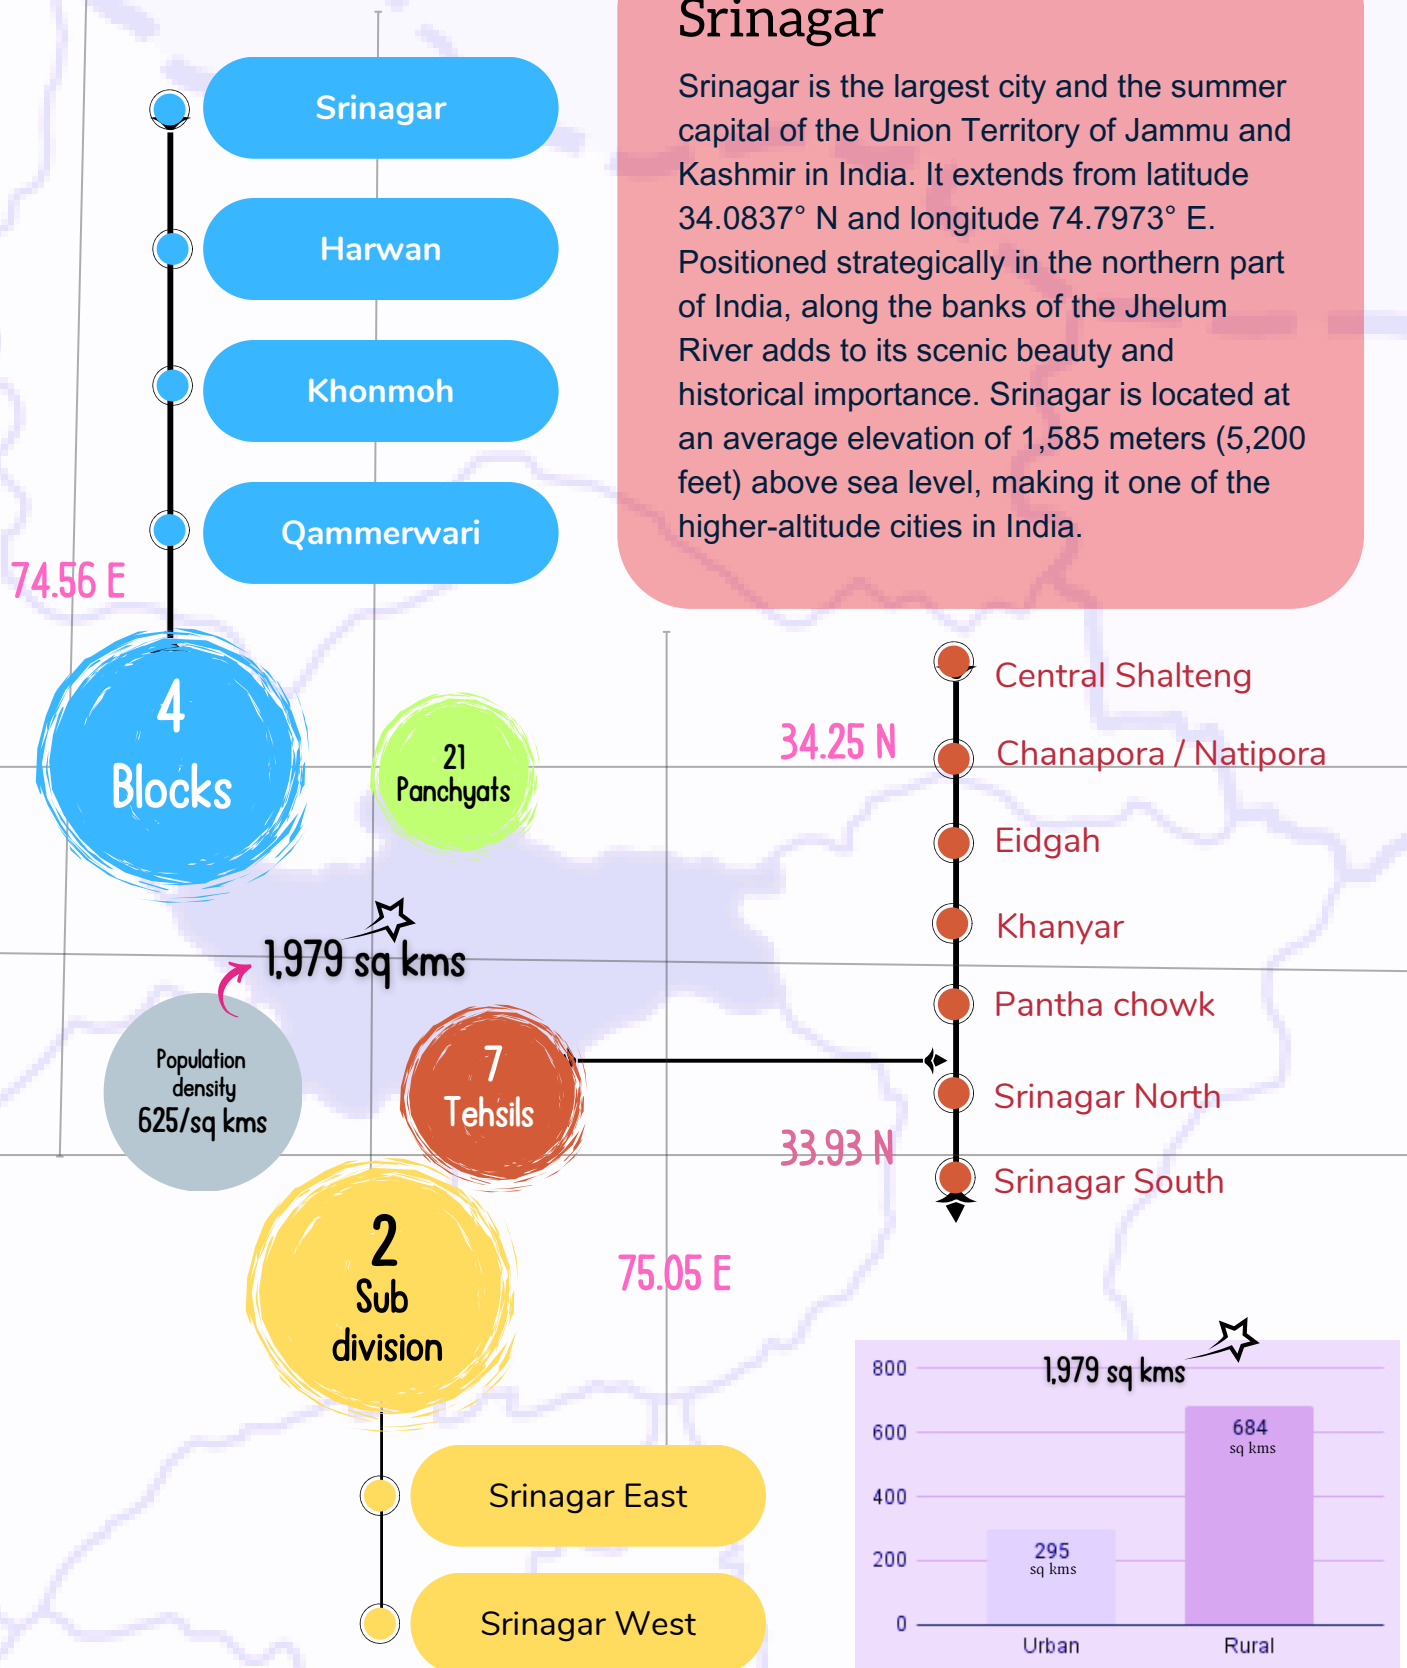 Srinagar
Srinagar is the largest city and the summer
capital of the Union Territory of Jammu and
Kashmir in India. It extends from latitude
34.0837° N and longitude 74.7973° E.
Positioned strategically in the northern part
of India, along the banks of the Jhelum
River adds to its scenic beauty and
historical importance. Srinagar is located at
an average elevation of 1,585 meters (5,200
feet) above sea level, making it one of the
higher-altitude cities in India.
Srinagar
Harwan
Khonmoh
Qammerwari
74.56 E
4
Blocks
21
Panchyats
34.25 N
Central Shalteng
Chanapora / Natipora
Eidgah
Khanyar
Pantha chowk
Srinagar North
Srinagar South
1,979 sq kms
Population
density
625/sq kms
7
Tehsils
33.93 N
2
Sub
division
75.05 E
Srinagar East
Srinagar West
1,979 sq kms
800
600
400
200
0
295
sq kms
684
sq kms
Urban
Rural